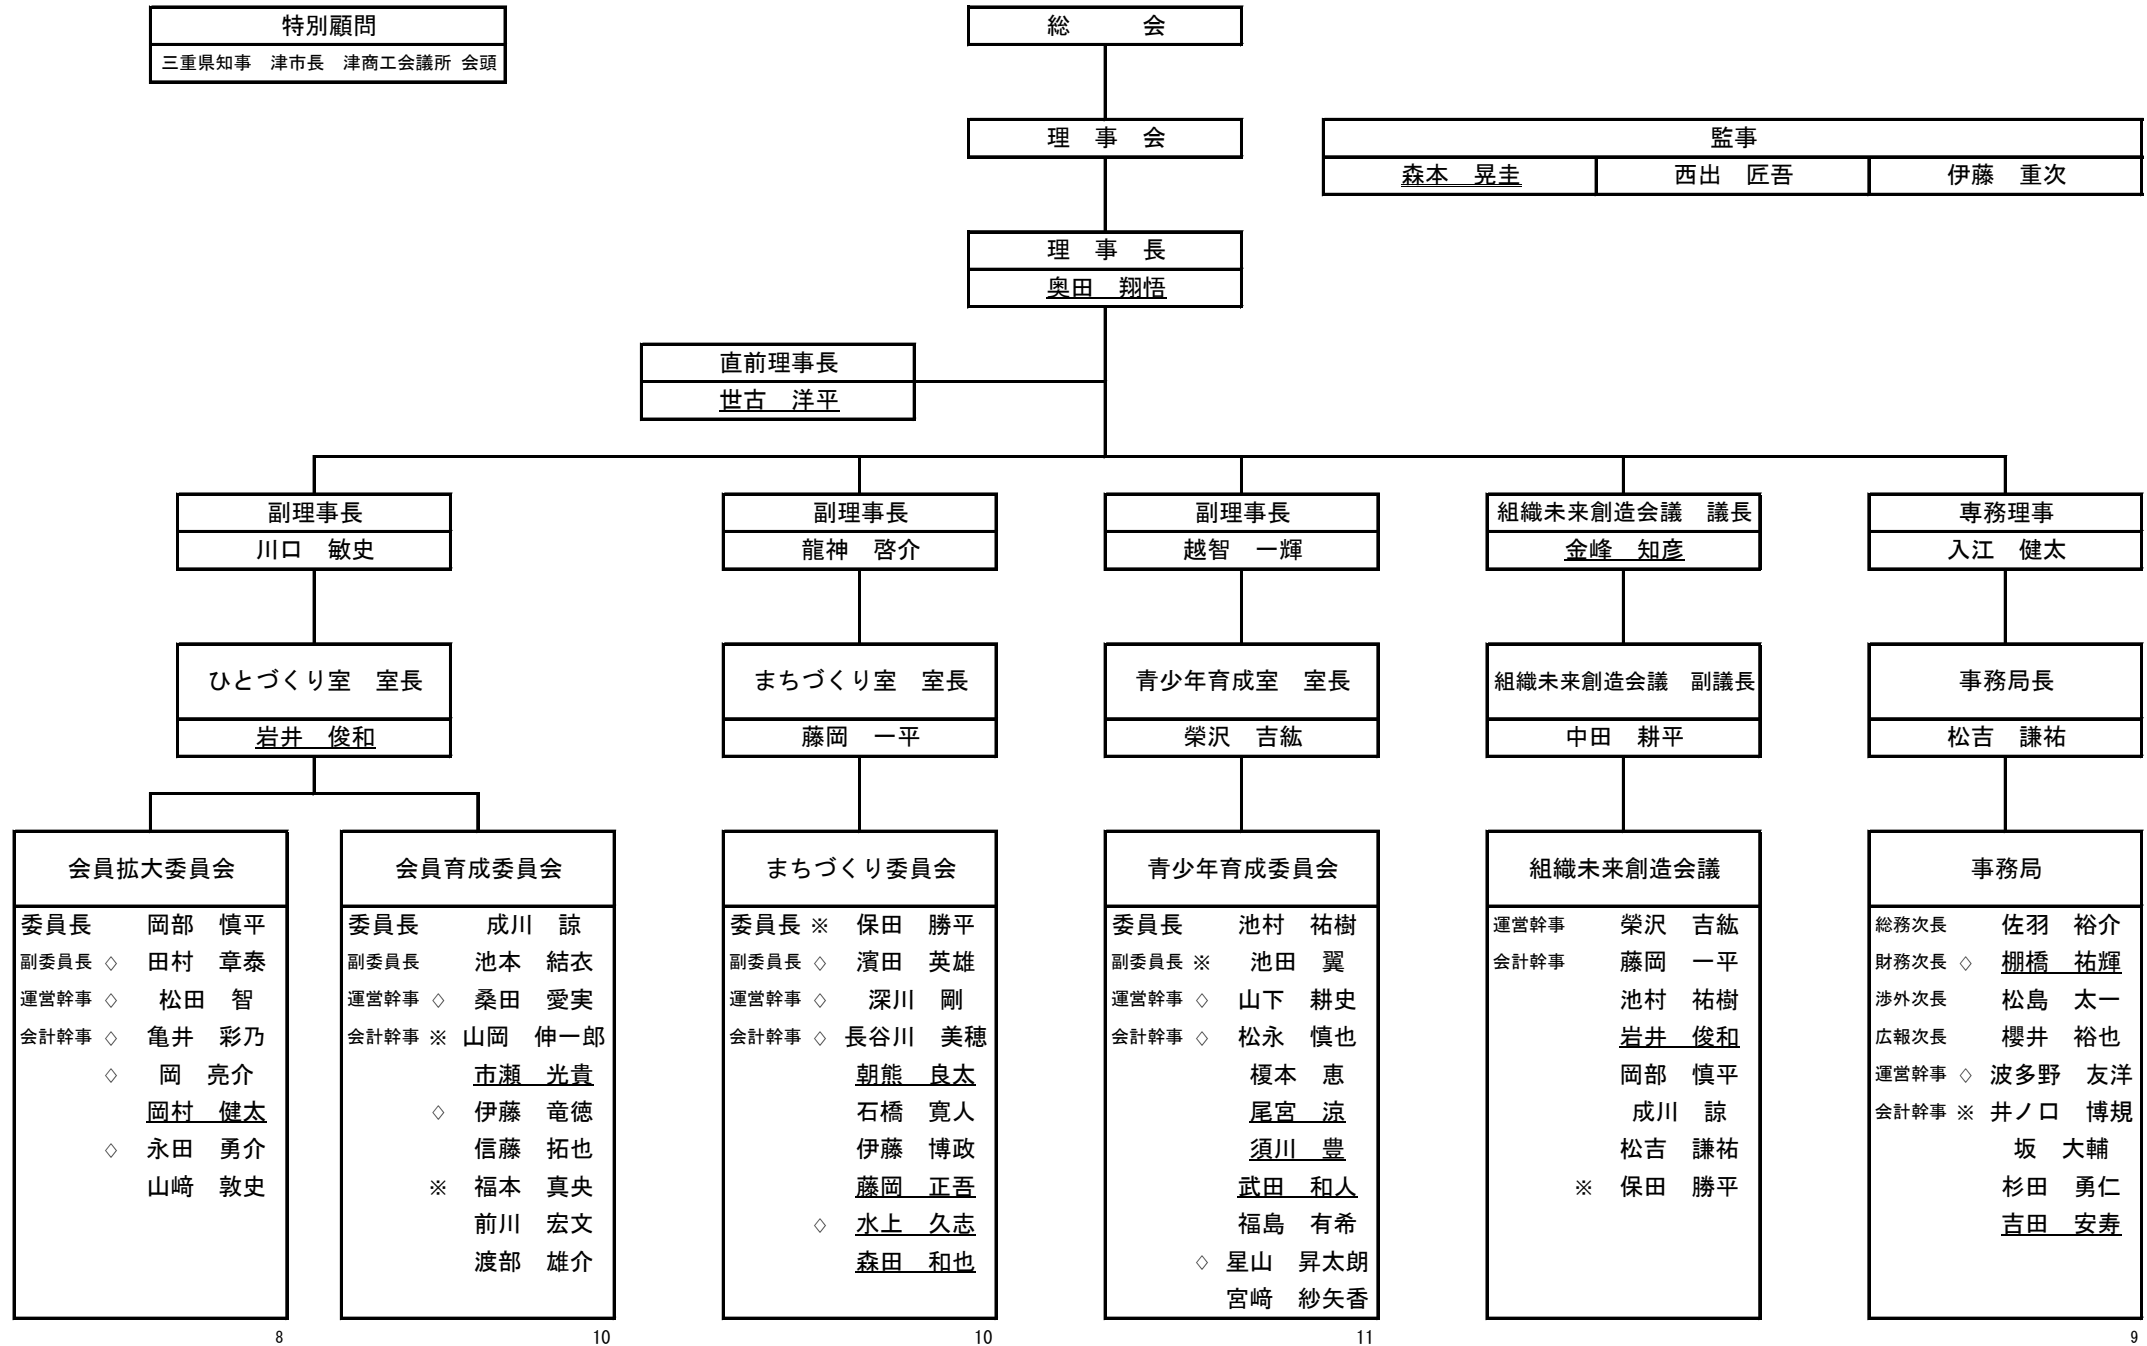 特別顧問
三重県知事　津市長　津商工会議所 会頭
総　　　会
理　事　会
監事
森本　晃圭　西出　匠吾　伊藤　重次
理　事　長
奥田　翔悟
直前理事長
世古　洋平
副理事長
川口　敏史
副理事長
龍神　啓介
副理事長
越智　一輝
組織未来創造会議　議長
金峰　知彦
専務理事
入江　健太
ひとづくり室　室長
岩井　俊和
まちづくり室　室長
藤岡　一平
青少年育成室　室長
榮沢　吉紘
組織未来創造会議　副議長
中田　耕平
事務局長
松吉　謙祐
会員拡大委員会
委員長　岡部　慎平
副委員長 ◇ 田村　章泰
運営幹事 ◇ 松田　智
会計幹事 ◇ 亀井　彩乃
◇ 岡　亮介
岡村　健太
◇ 永田　勇介
山﨑　敦史
8
会員育成委員会
委員長　成川　諒
副委員長　池本　結衣
運営幹事 ◇ 桑田　愛実
会計幹事 ※ 山岡　伸一郎
市瀬　光貴
◇ 伊藤　竜徳
信藤　拓也
※ 福本　真央
前川　宏文
渡部　雄介
10
まちづくり委員会
委員長 ※ 保田　勝平
副委員長 ◇ 濱田　英雄
運営幹事 ◇ 深川　剛
会計幹事 ◇ 長谷川　美穂
朝熊　良太
石橋　寛人
伊藤　博政
藤岡　正吾
◇ 水上　久志
森田　和也
10
青少年育成委員会
委員長　池村　祐樹
副委員長 ※ 池田　翼
運営幹事 ◇ 山下　耕史
会計幹事 ◇ 松永　慎也
榎本　恵
尾宮　涼
須川　豊
武田　和人
福島　有希
◇ 星山　昇太朗
宮﨑　紗矢香
11
組織未来創造会議
運営幹事　榮沢　吉紘
会計幹事　藤岡　一平
池村　祐樹
岩井　俊和
岡部　慎平
成川　諒
松吉　謙祐
※ 保田　勝平
事務局
総務次長　佐羽　裕介
財務次長 ◇ 棚橋　祐輝
渉外次長　松島　太一
広報次長　櫻井　裕也
運営幹事 ◇ 波多野　友洋
会計幹事 ※ 井ノ口　博規
坂　大輔
杉田　勇仁
吉田　安寿
9